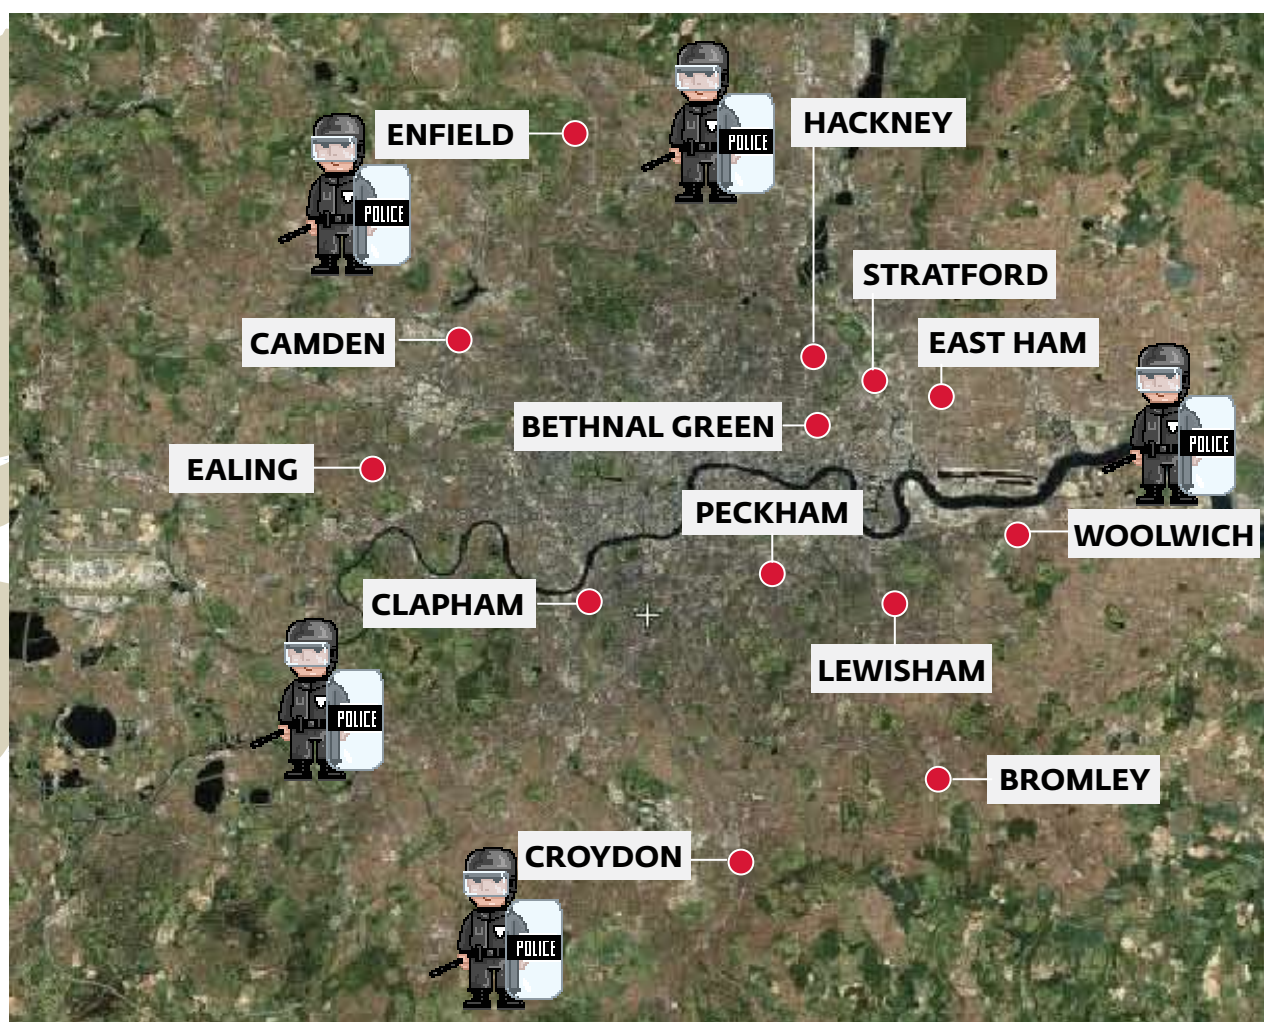 HACKNEY
ENFIELD
POLICE
POLICE
STRATFORD
CAMDEN
EAST HAM
BETHNAL GREEN
POLICE
EALING
PECKHAM
WOOLWICH
CLAPHAM
LEWISHAM
POLICE
BROMLEY
CROYDON
POLICE